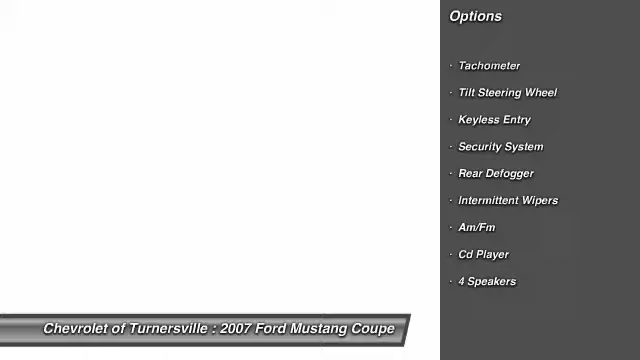 Options
· Tachometer
· Tilt Steering Wheel
· Keyless Entry
· Security System
· Rear Defogger
· Intermittent Wipers
· Am/Fm
· Cd Player
· 4 Speakers
Chevrolet of Turnersville : 2007 Ford Mustang Coupe